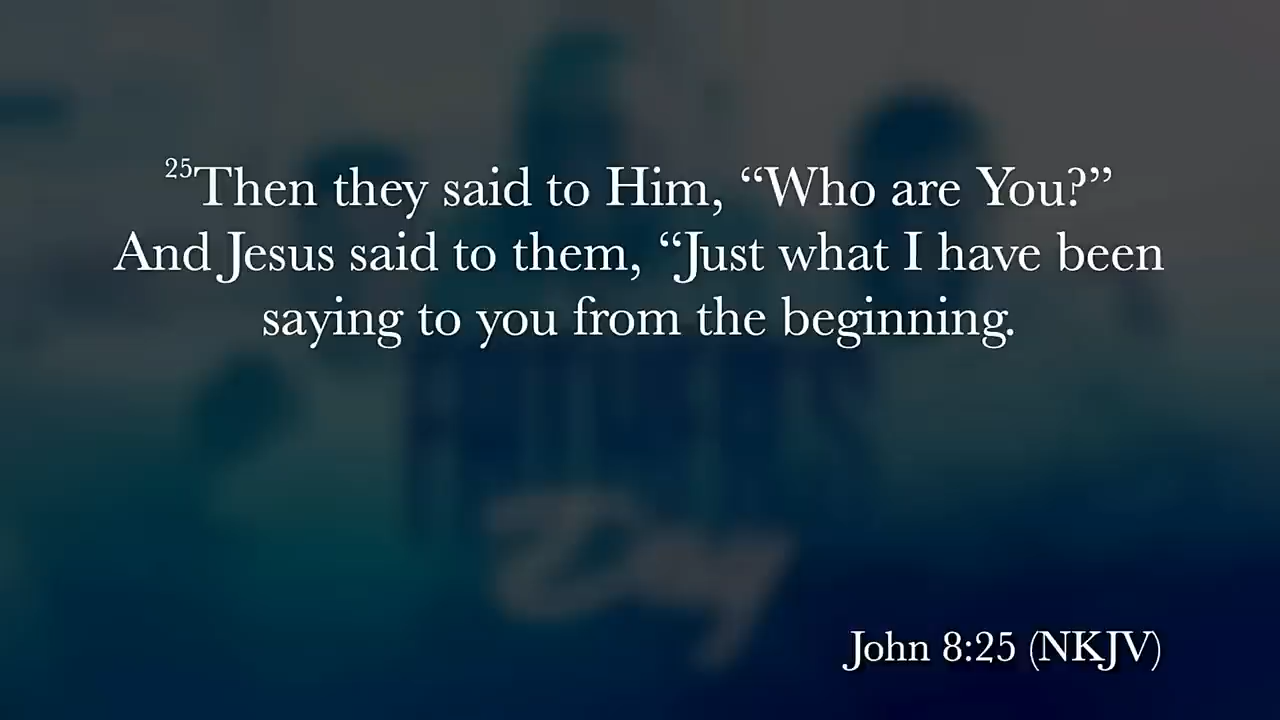 ²⁵Then they said to Him, “Who are You?”
And Jesus said to them, “Just what I have been
saying to you from the beginning.
Day
John 8:25 (NKJV)